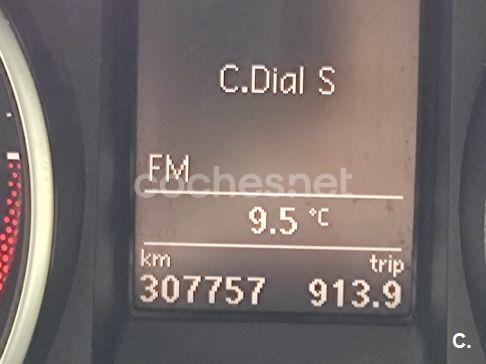 C.Dial S
FM
cochesnet
9.5 °C
km trip
307757 913.9
C.